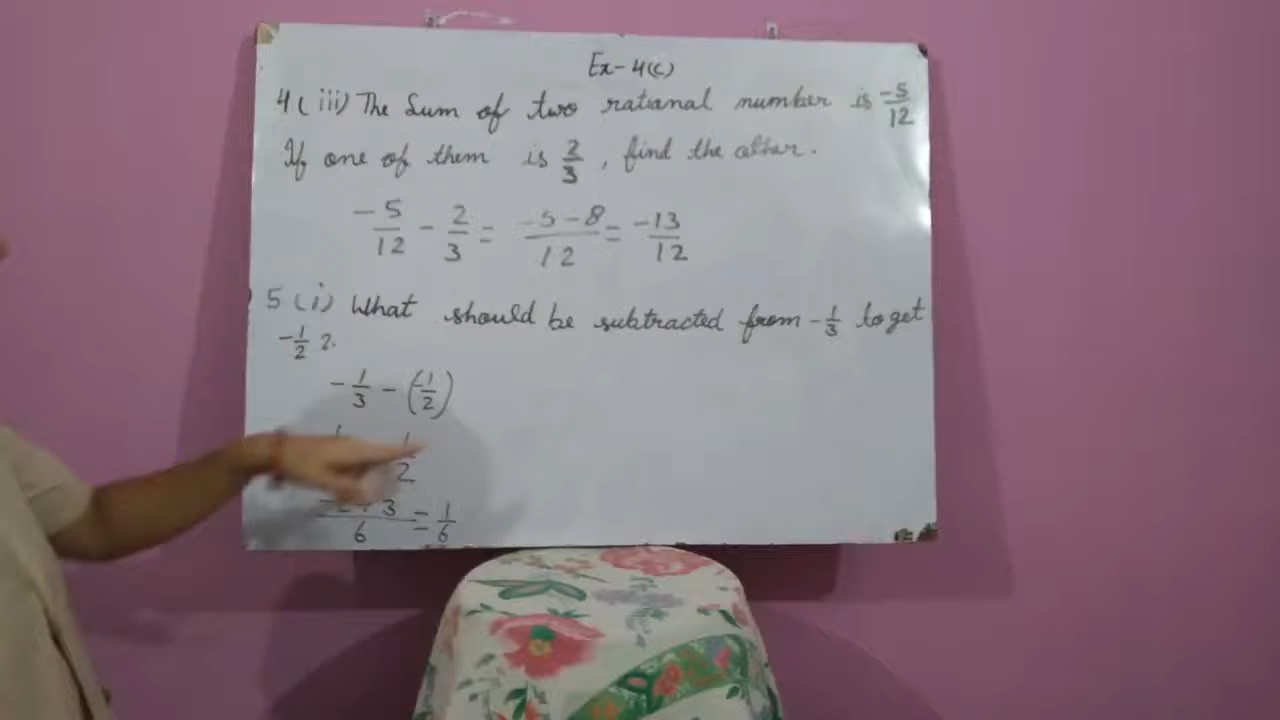 Ex-4(c)
4(iii) The Sum of two rational number is -5/12
If one of them is 2/3, find the other.
-5/12 - 2/3 = -5-8/12 = -13/12
5(i) What should be subtracted from -1/3 to get
-1/2 ?.
-1/3 - (-1/2)
1/2
3/6 = 1/6